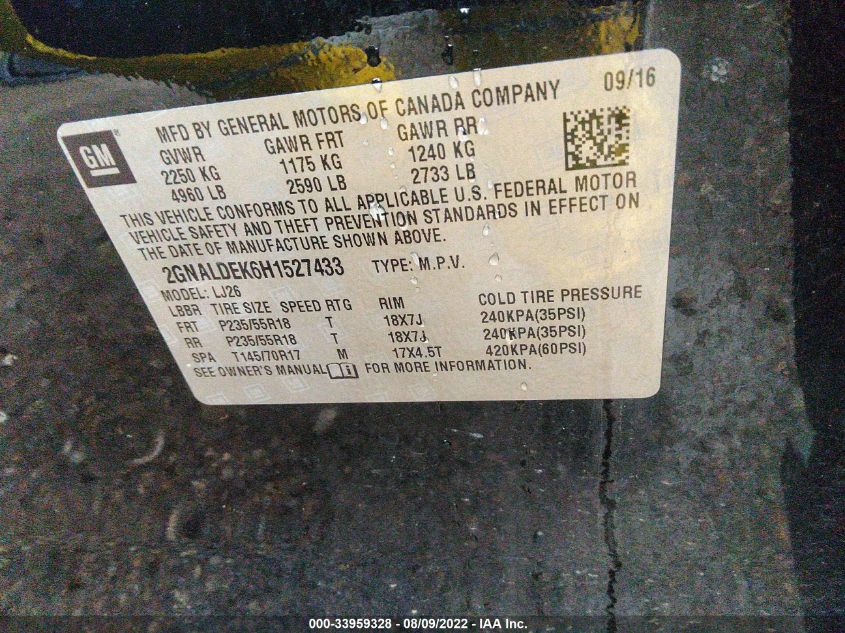 GM
MFD BY GENERAL MOTORS OF CANADA COMPANY 09/16
GVWR GAWR FRT GAWR RR
2250 KG 1175 KG 1240 KG
4960 LB 2590 LB 2733 LB
THIS VEHICLE CONFORMS TO ALL APPLICABLE U.S. FEDERAL MOTOR
VEHICLE SAFETY AND THEFT PREVENTION STANDARDS IN EFFECT ON
THE DATE OF MANUFACTURE SHOWN ABOVE.
2GNALDEK6H1527433 TYPE: M.P.V.
MODEL: LJ26
LBBR TIRE SIZE SPEED RTG RIM COLD TIRE PRESSURE
FRT P235/55R18 T 18X7J 240KPA(35PSI)
RR P235/55R18 T 18X7J 240KPA(35PSI)
SPA T145/70R17 M 17X4.5T 420KPA(60PSI)
SEE OWNER'S MANUAL FOR MORE INFORMATION.
000-33959328 - 08/09/2022 - IAA Inc.